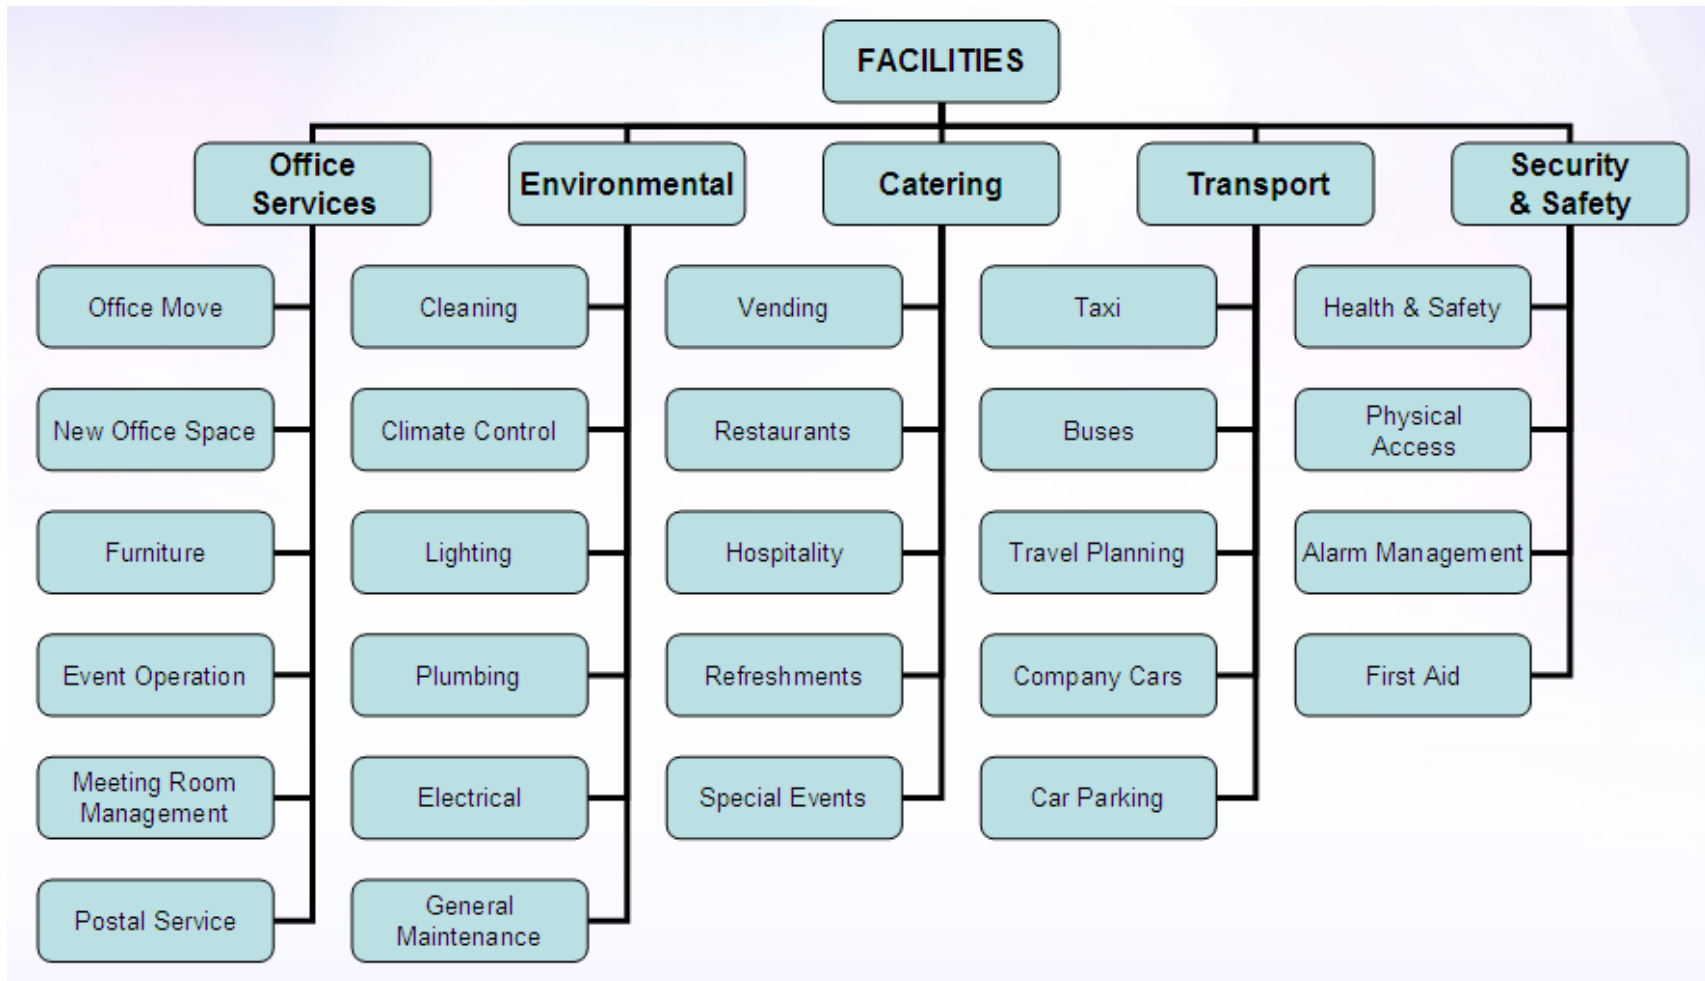 FACILITIES
Office
Services
Environmental
Catering
Transport
Security
& Safety
Office Move
Cleaning
Vending
Taxi
Health & Safety
New Office Space
Climate Control
Restaurants
Buses
Physical
Access
Furniture
Lighting
Hospitality
Travel Planning
Alarm Management
Event Operation
Plumbing
Refreshments
Company Cars
First Aid
Meeting Room
Management
Electrical
Special Events
Car Parking
Postal Service
General
Maintenance